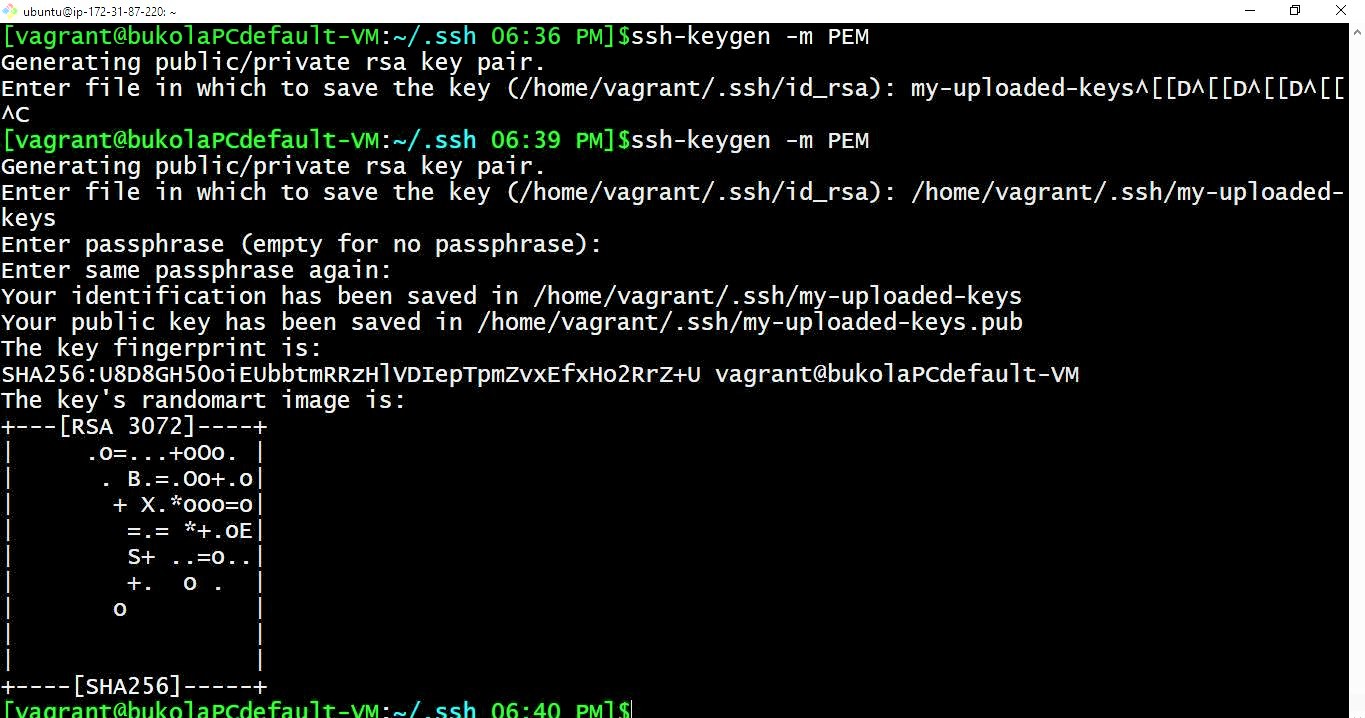 ubuntu@ip-172-31-87-220: ~
[vagrant@bukolaPCdefault-VM:~/.ssh 06:36 PM]$ssh-keygen -m PEM
Generating public/private rsa key pair.
Enter file in which to save the key (/home/vagrant/.ssh/id_rsa): my-uploaded-keys^[[D^[[D^[[D^[[
^C
[vagrant@bukolaPCdefault-VM:~/.ssh 06:39 PM]$ssh-keygen -m PEM
Generating public/private rsa key pair.
Enter file in which to save the key (/home/vagrant/.ssh/id_rsa): /home/vagrant/.ssh/my-uploaded-
keys
Enter passphrase (empty for no passphrase):
Enter same passphrase again:
Your identification has been saved in /home/vagrant/.ssh/my-uploaded-keys
Your public key has been saved in /home/vagrant/.ssh/my-uploaded-keys.pub
The key fingerprint is:
SHA256:U8D8GH5OoiEUbbtmRRzHlVDIepTpmZvxEfxHo2RrZ+U vagrant@bukolaPCdefault-VM
The key's randomart image is:
+---[RSA 3072]----+
|     .o=...+oOo. |
|      . B.=.Oo+.o|
|       + X.*ooo=o|
|        =.= *+.oE|
|        S+ ..=o..|
|        +.  o .  |
|       o         |
|                 |
|                 |
+----[SHA256]-----+
[vagrant@bukolaPCdefault-VM:~/.ssh 06:40 PM]$